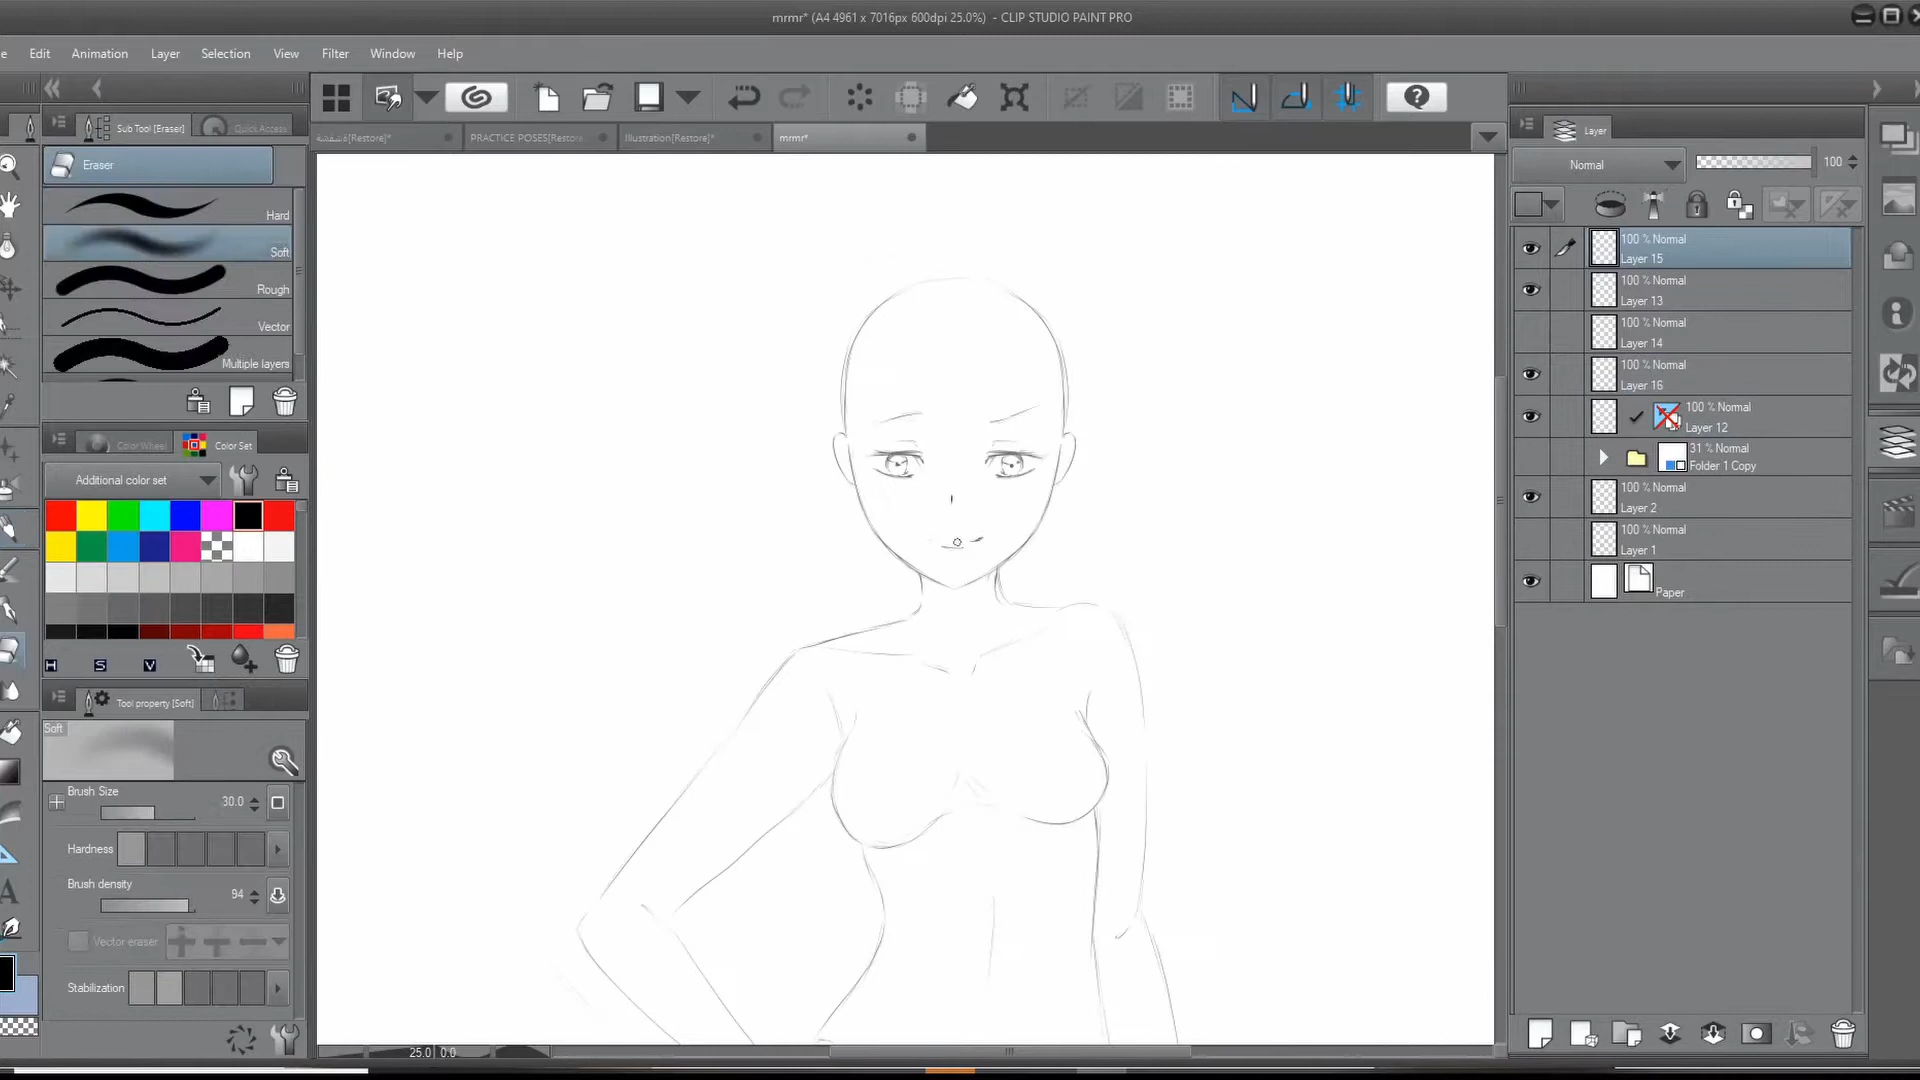 mrmr* (A4 4961 x 7016px 600dpi 25.0%) - CLIP STUDIO PAINT PRO
Edit Animation Layer Selection View Filter Window Help
Sub Tool [Eraser] Quick Access
[Restore]* PRACTICE POSES[Restore Illustration[Restore]* mrmr*
Eraser
Hard
Soft
Rough
Vector
Multiple layers
Color Wheel Color Set
Additional color set
H S V
Tool property [Soft]
Soft
Brush Size 30.0
Hardness
Brush density 94
Vector eraser
Stabilization
25.0 0.0
Layer
Normal 100
100 % Normal
Layer 15
100 % Normal
Layer 13
100 % Normal
Layer 14
100 % Normal
Layer 16
100 % Normal
Layer 12
31 % Normal
Folder 1 Copy
100 % Normal
Layer 2
100 % Normal
Layer 1
Paper